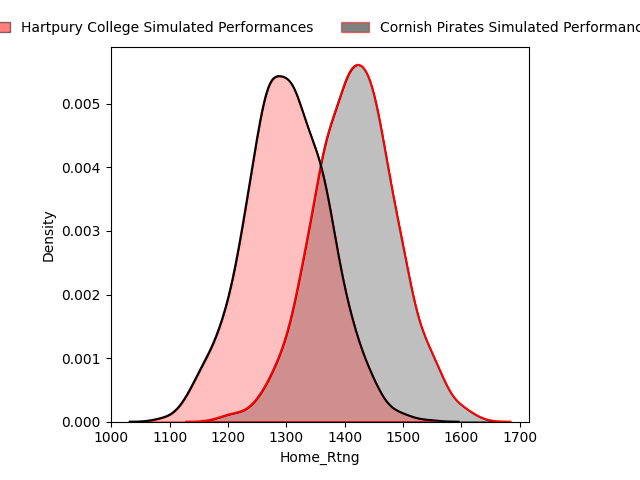 Hartpury College Simulated Performances
Cornish Pirates Simulated
0.005
0.004
0.003
0.002
0.001
0.000
Density
1000 1100 1200 1300 1400 1500 1600 1700
Home_Rtng